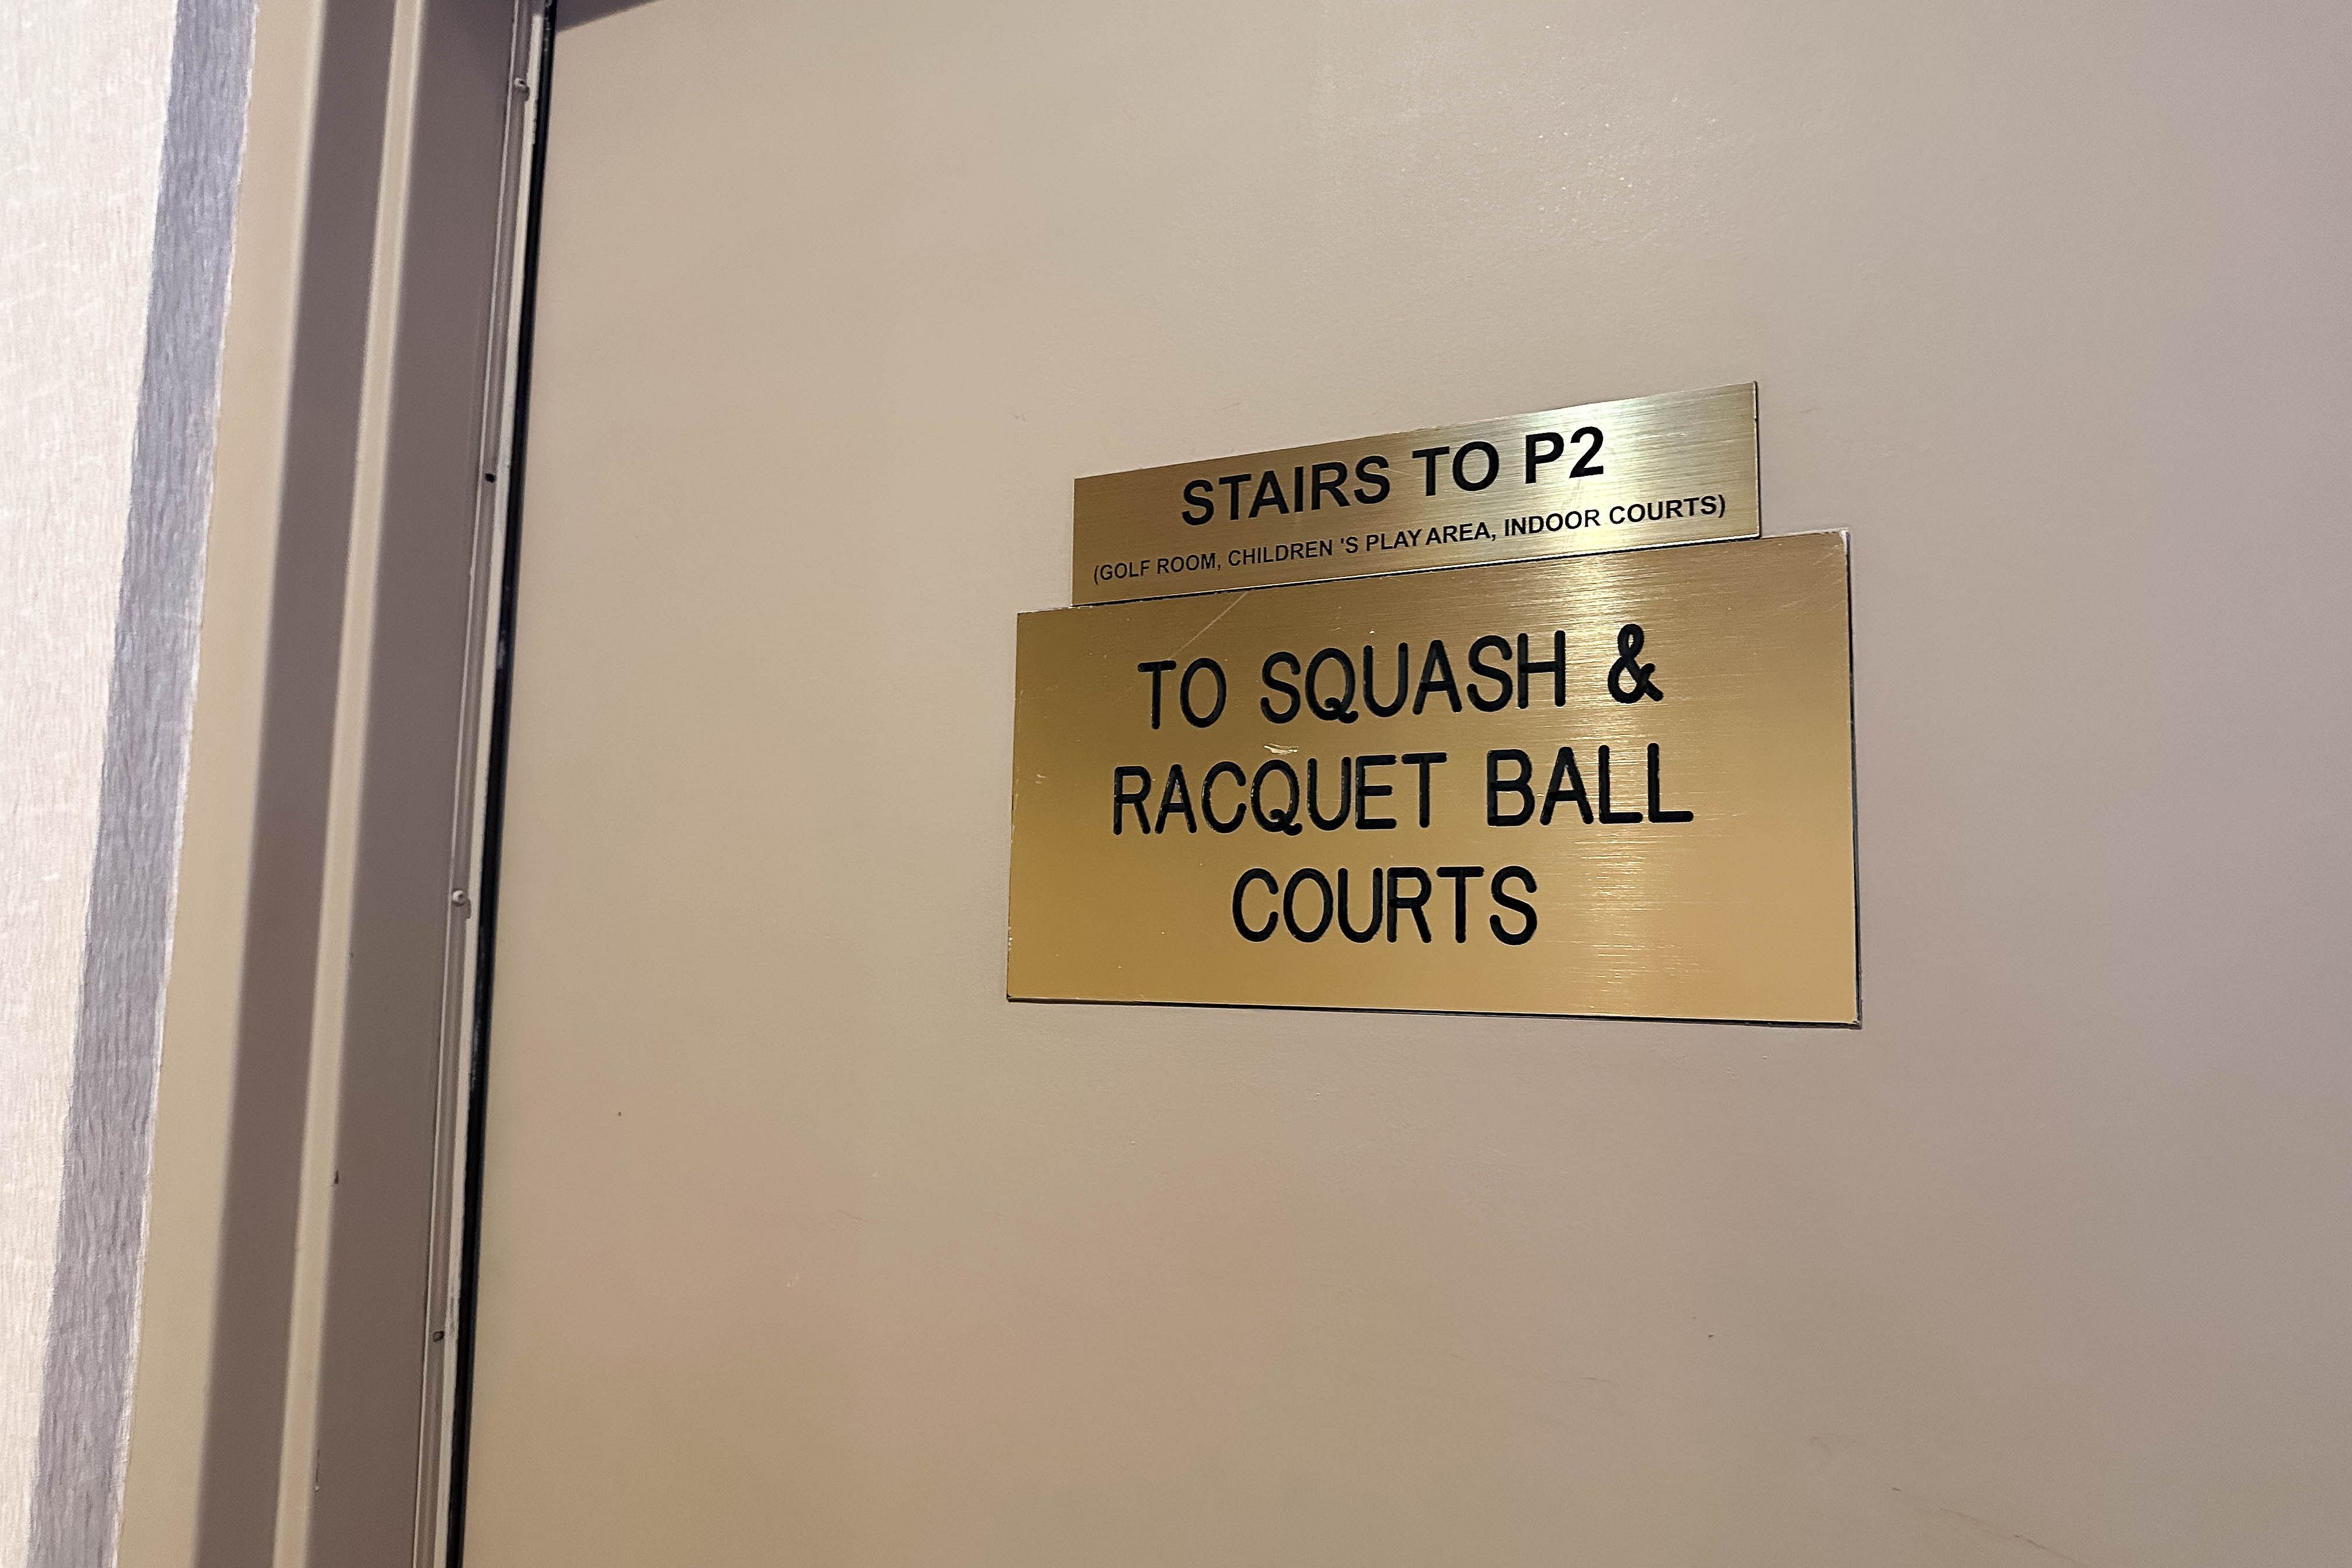 STAIRS TO P2
(GOLF ROOM, CHILDREN 'S PLAY AREA, INDOOR COURTS)
TO SQUASH &
RACQUET BALL
COURTS